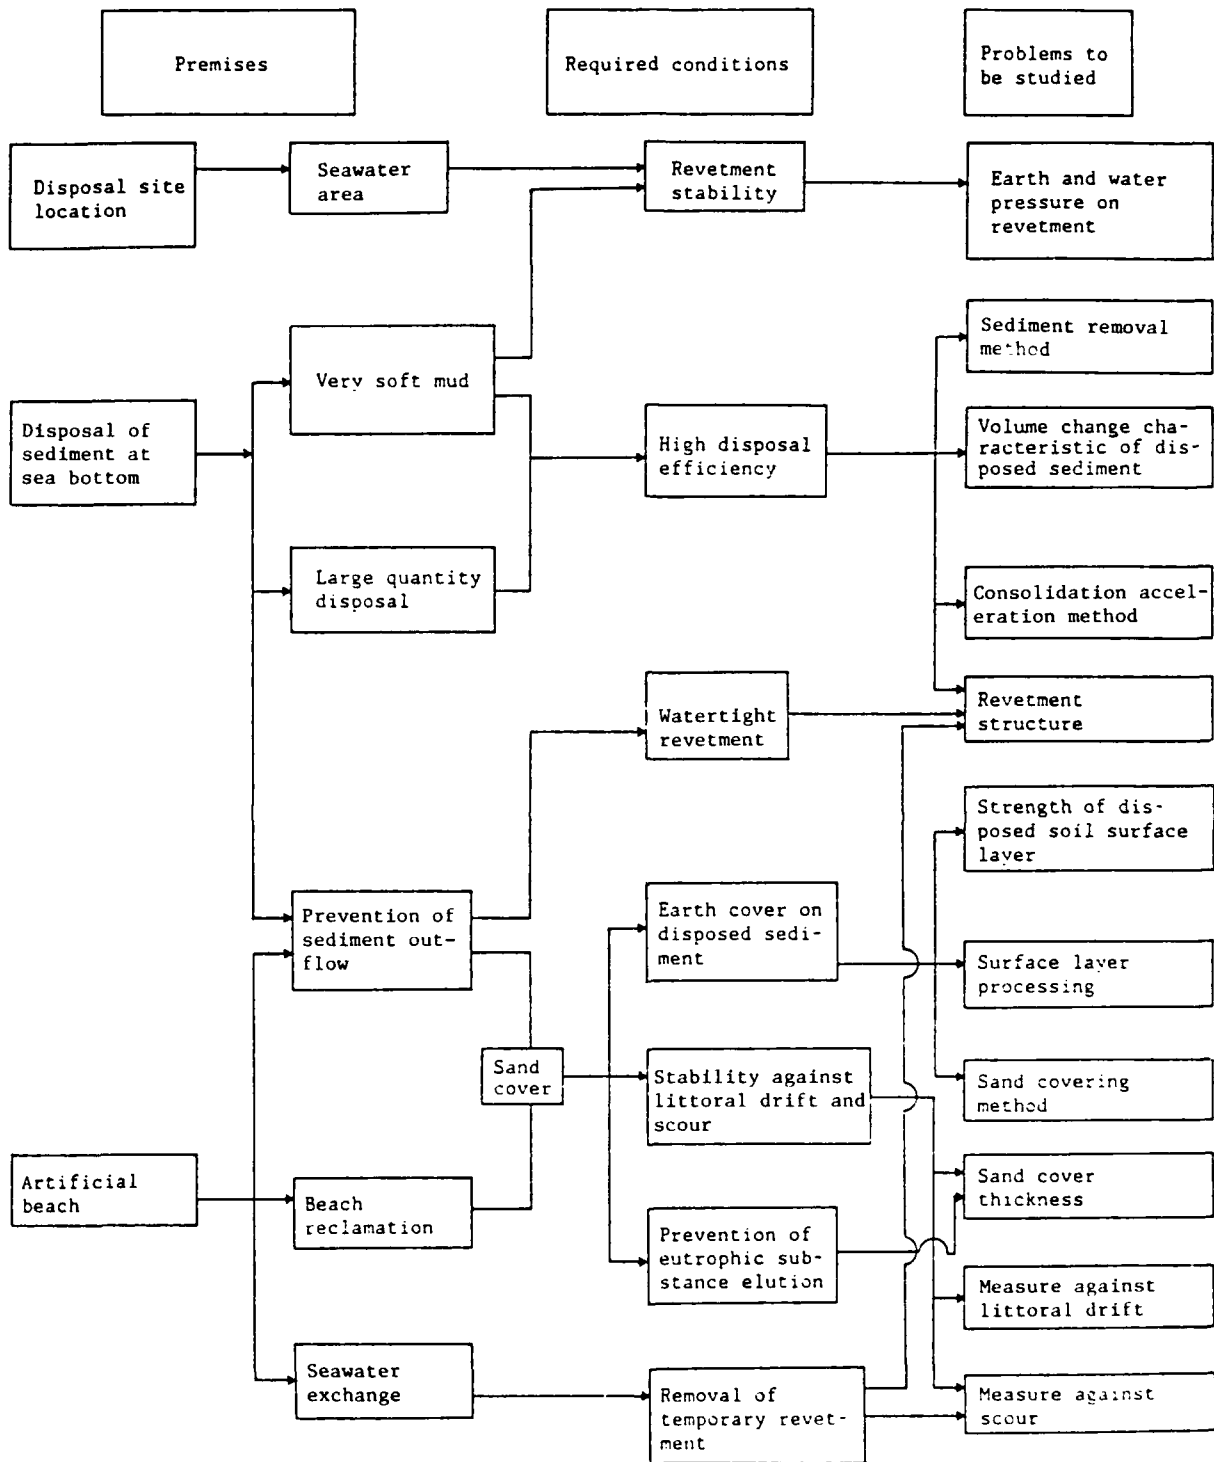 Premises
Required conditions
Problems to
be studied
Disposal site
location
Seawater
area
Revetment
stability
Earth and water
pressure on
revetment
Very soft mud
Sediment removal
method
Disposal of
sediment at
sea bottom
High disposal
efficiency
Volume change cha-
racteristic of dis-
posed sediment
Large quantity
disposal
Consolidation accel-
eration method
Watertight
revetment
Revetment
structure
Strength of dis-
posed soil surface
layer
Prevention of
sediment out-
flow
Earth cover on
disposed sedi-
ment
Surface layer
processing
Sand
cover
Stability against
littoral drift and
scour
Sand covering
method
Artificial
beach
Beach
reclamation
Sand cover
thickness
Prevention of
eutrophic sub-
stance elution
Measure against
littoral drift
Seawater
exchange
Removal of
temporary revet-
ment
Measure against
scour